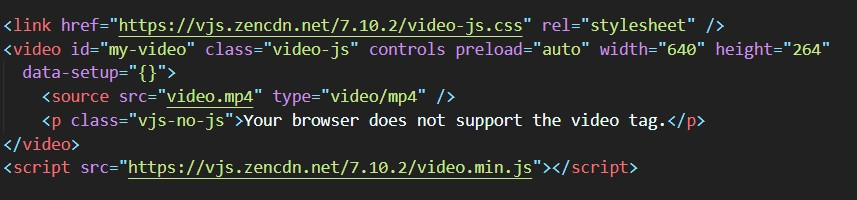 <link href="https://vjs.zencdn.net/7.10.2/video-js.css" rel="stylesheet" />
<video id="my-video" class="video-js" controls preload="auto" width="640" height="264"
data-setup="{}">
<source src="video.mp4" type="video/mp4" />
<p class="vjs-no-js">Your browser does not support the video tag.</p>
</video>
<script src="https://vjs.zencdn.net/7.10.2/video.min.js"></script>